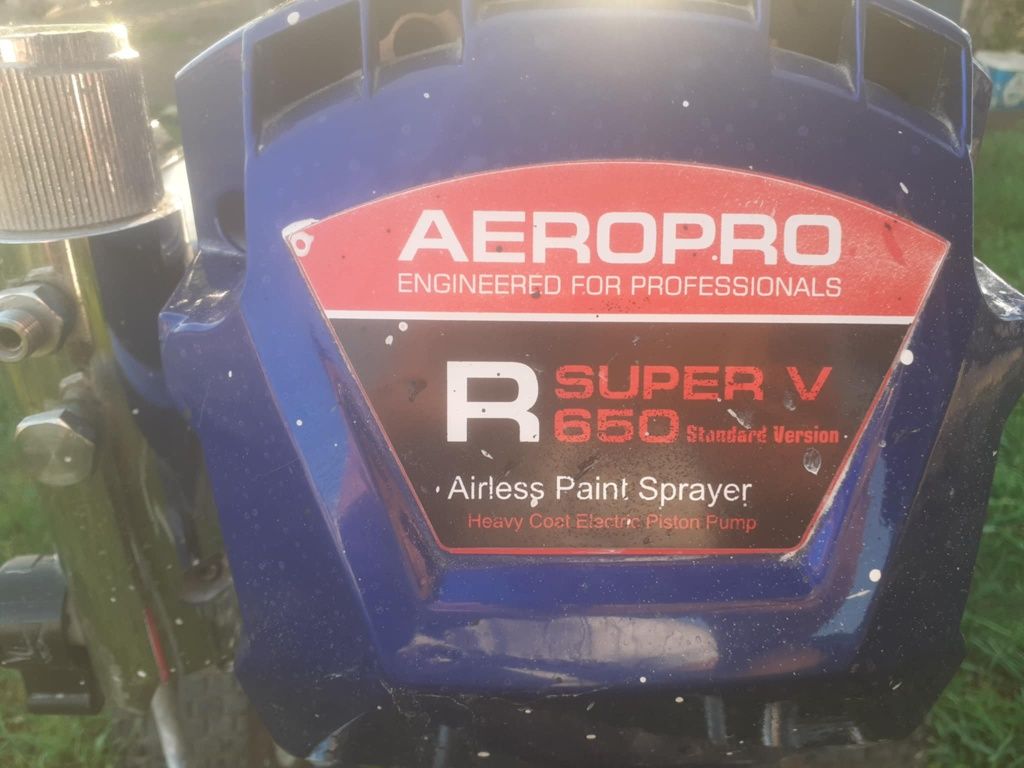 AEROPRO
ENGINEERED FOR PROFESSIONALS
R SUPER V
650 Standard Version
Airless Paint Sprayer
Heavy Coat Electric Piston Pump